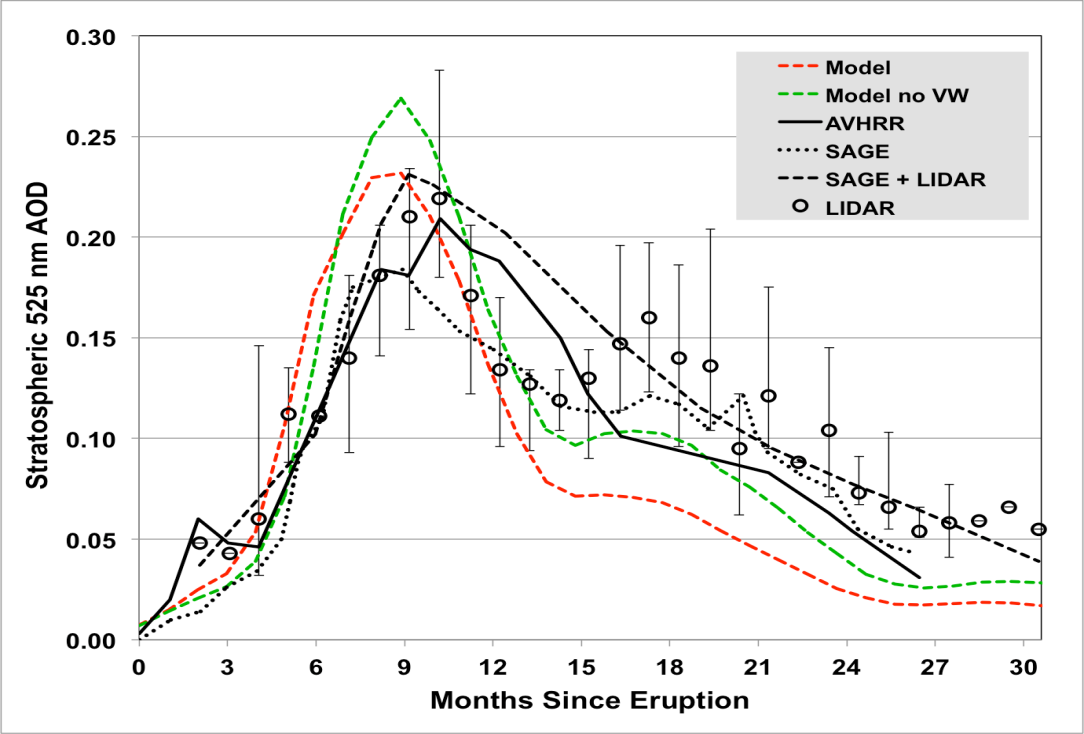 0.30
0.25
0.20
0.15
0.10
0.05
0.00
Stratospheric 525 nm AOD
Model
Model no VW
AVHRR
SAGE
SAGE + LIDAR
LIDAR
0 3 6 9 12 15 18 21 24 27 30
Months Since Eruption